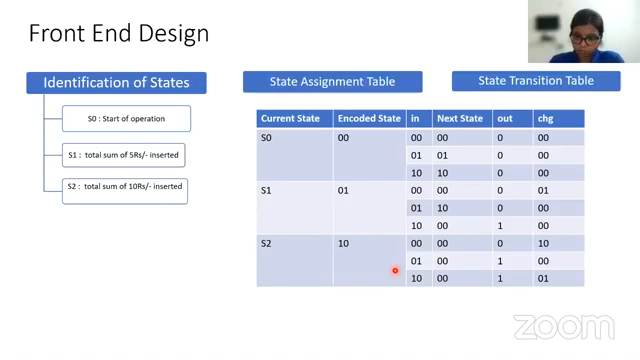 Front End Design
Identification of States
S0 : Start of operation
S1 : total sum of 5Rs/- inserted
S2 : total sum of 10Rs/- inserted
State Assignment Table
State Transition Table
Current State Encoded State in Next State out chg
S0 00 00 00 0 00
01 01 0 00
10 10 0 00
S1 01 00 00 0 01
01 10 0 00
10 00 1 00
S2 10 00 00 0 10
01 00 1 00
10 00 1 01
zoom